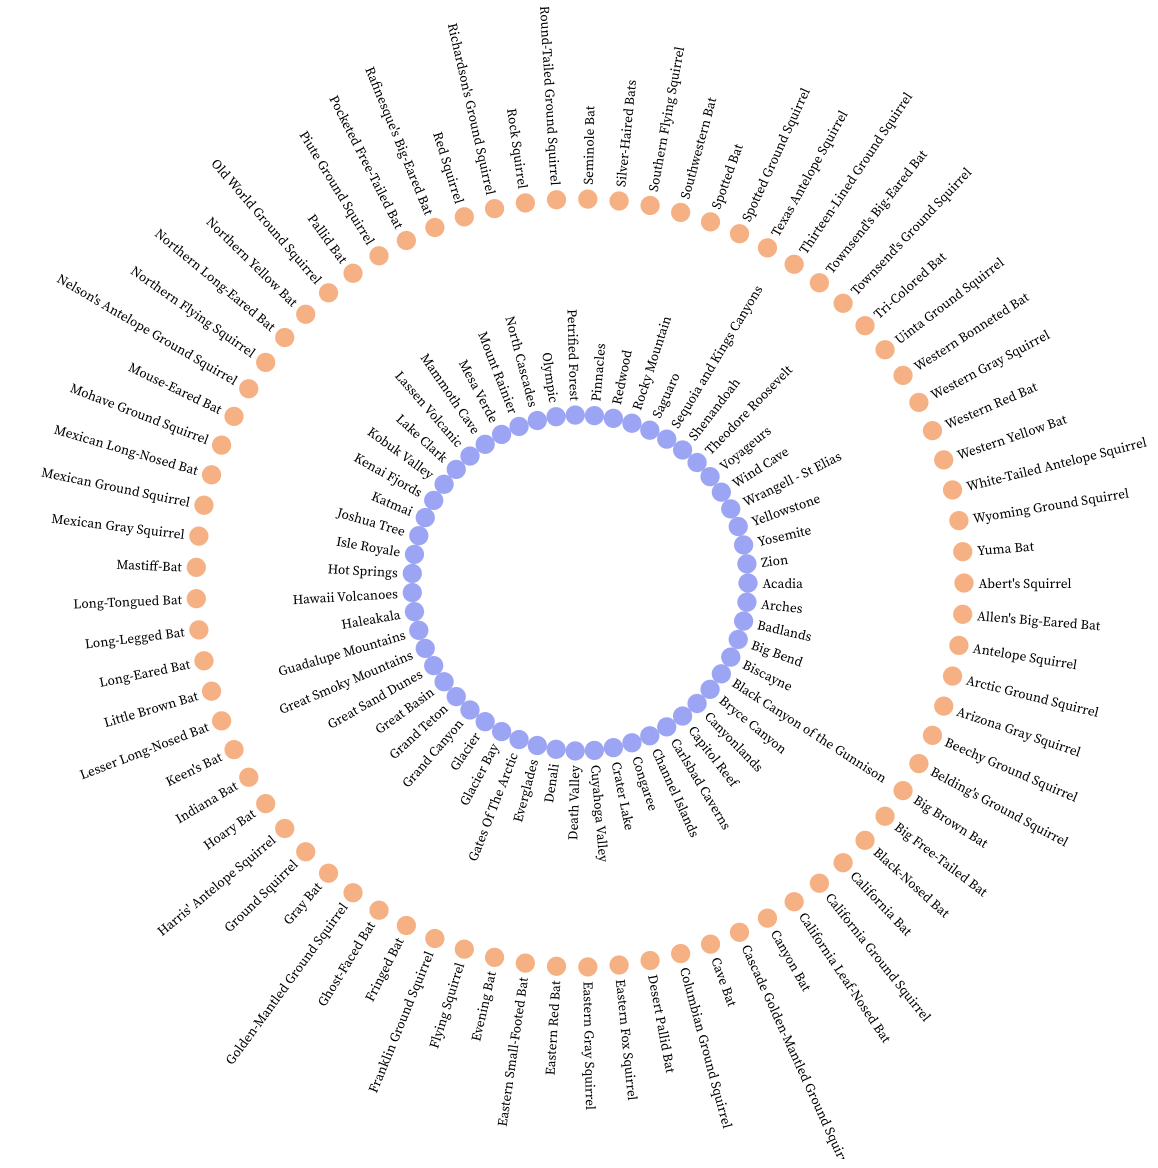 Abert's Squirrel
Allen's Big-Eared Bat
Antelope Squirrel
Arctic Ground Squirrel
Arizona Gray Squirrel
Beechy Ground Squirrel
Belding's Ground Squirrel
Big Brown Bat
Big Free-Tailed Bat
Black-Nosed Bat
California Bat
California Ground Squirrel
California Leaf-Nosed Bat
Canyon Bat
Cascade Golden-Mantled Ground Squir
Cave Bat
Columbian Ground Squirrel
Desert Pallid Bat
Eastern Fox Squirrel
Eastern Gray Squirrel
Eastern Red Bat
Eastern Small-Footed Bat
Evening Bat
Flying Squirrel
Franklin Ground Squirrel
Fringed Bat
Ghost-Faced Bat
Golden-Mantled Ground Squirrel
Gray Bat
Ground Squirrel
Harris' Antelope Squirrel
Hoary Bat
Indiana Bat
Keen's Bat
Lesser Long-Nosed Bat
Little Brown Bat
Long-Eared Bat
Long-Legged Bat
Long-Tongued Bat
Mastiff-Bat
Mexican Gray Squirrel
Mexican Ground Squirrel
Mexican Long-Nosed Bat
Mohave Ground Squirrel
Mouse-Eared Bat
Nelson's Antelope Ground Squirrel
Northern Flying Squirrel
Northern Long-Eared Bat
Northern Yellow Bat
Old World Ground Squirrel
Pallid Bat
Piute Ground Squirrel
Pocketed Free-Tailed Bat
Rafinesque's Big-Eared Bat
Red Squirrel
Richardson's Ground Squirrel
Rock Squirrel
Round-Tailed Ground Squirrel
Seminole Bat
Silver-Haired Bats
Southern Flying Squirrel
Southwestern Bat
Spotted Bat
Spotted Ground Squirrel
Texas Antelope Squirrel
Thirteen-Lined Ground Squirrel
Townsend's Big-Eared Bat
Townsend's Ground Squirrel
Tri-Colored Bat
Uinta Ground Squirrel
Western Bonneted Bat
Western Gray Squirrel
Western Red Bat
Western Yellow Bat
White-Tailed Antelope Squirrel
Wyoming Ground Squirrel
Yuma Bat
Acadia
Arches
Badlands
Big Bend
Biscayne
Black Canyon of the Gunnison
Bryce Canyon
Canyonlands
Capitol Reef
Carlsbad Caverns
Channel Islands
Congaree
Crater Lake
Cuyahoga Valley
Death Valley
Denali
Everglades
Gates Of The Arctic
Glacier Bay
Glacier
Grand Canyon
Grand Teton
Great Basin
Great Sand Dunes
Great Smoky Mountains
Guadalupe Mountains
Haleakala
Hawaii Volcanoes
Hot Springs
Isle Royale
Joshua Tree
Katmai
Kenai Fjords
Kobuk Valley
Lake Clark
Lassen Volcanic
Mammoth Cave
Mesa Verde
Mount Rainier
North Cascades
Olympic
Petrified Forest
Pinnacles
Redwood
Rocky Mountain
Saguaro
Sequoia and Kings Canyons
Shenandoah
Theodore Roosevelt
Voyageurs
Wind Cave
Wrangell - St Elias
Yellowstone
Yosemite
Zion